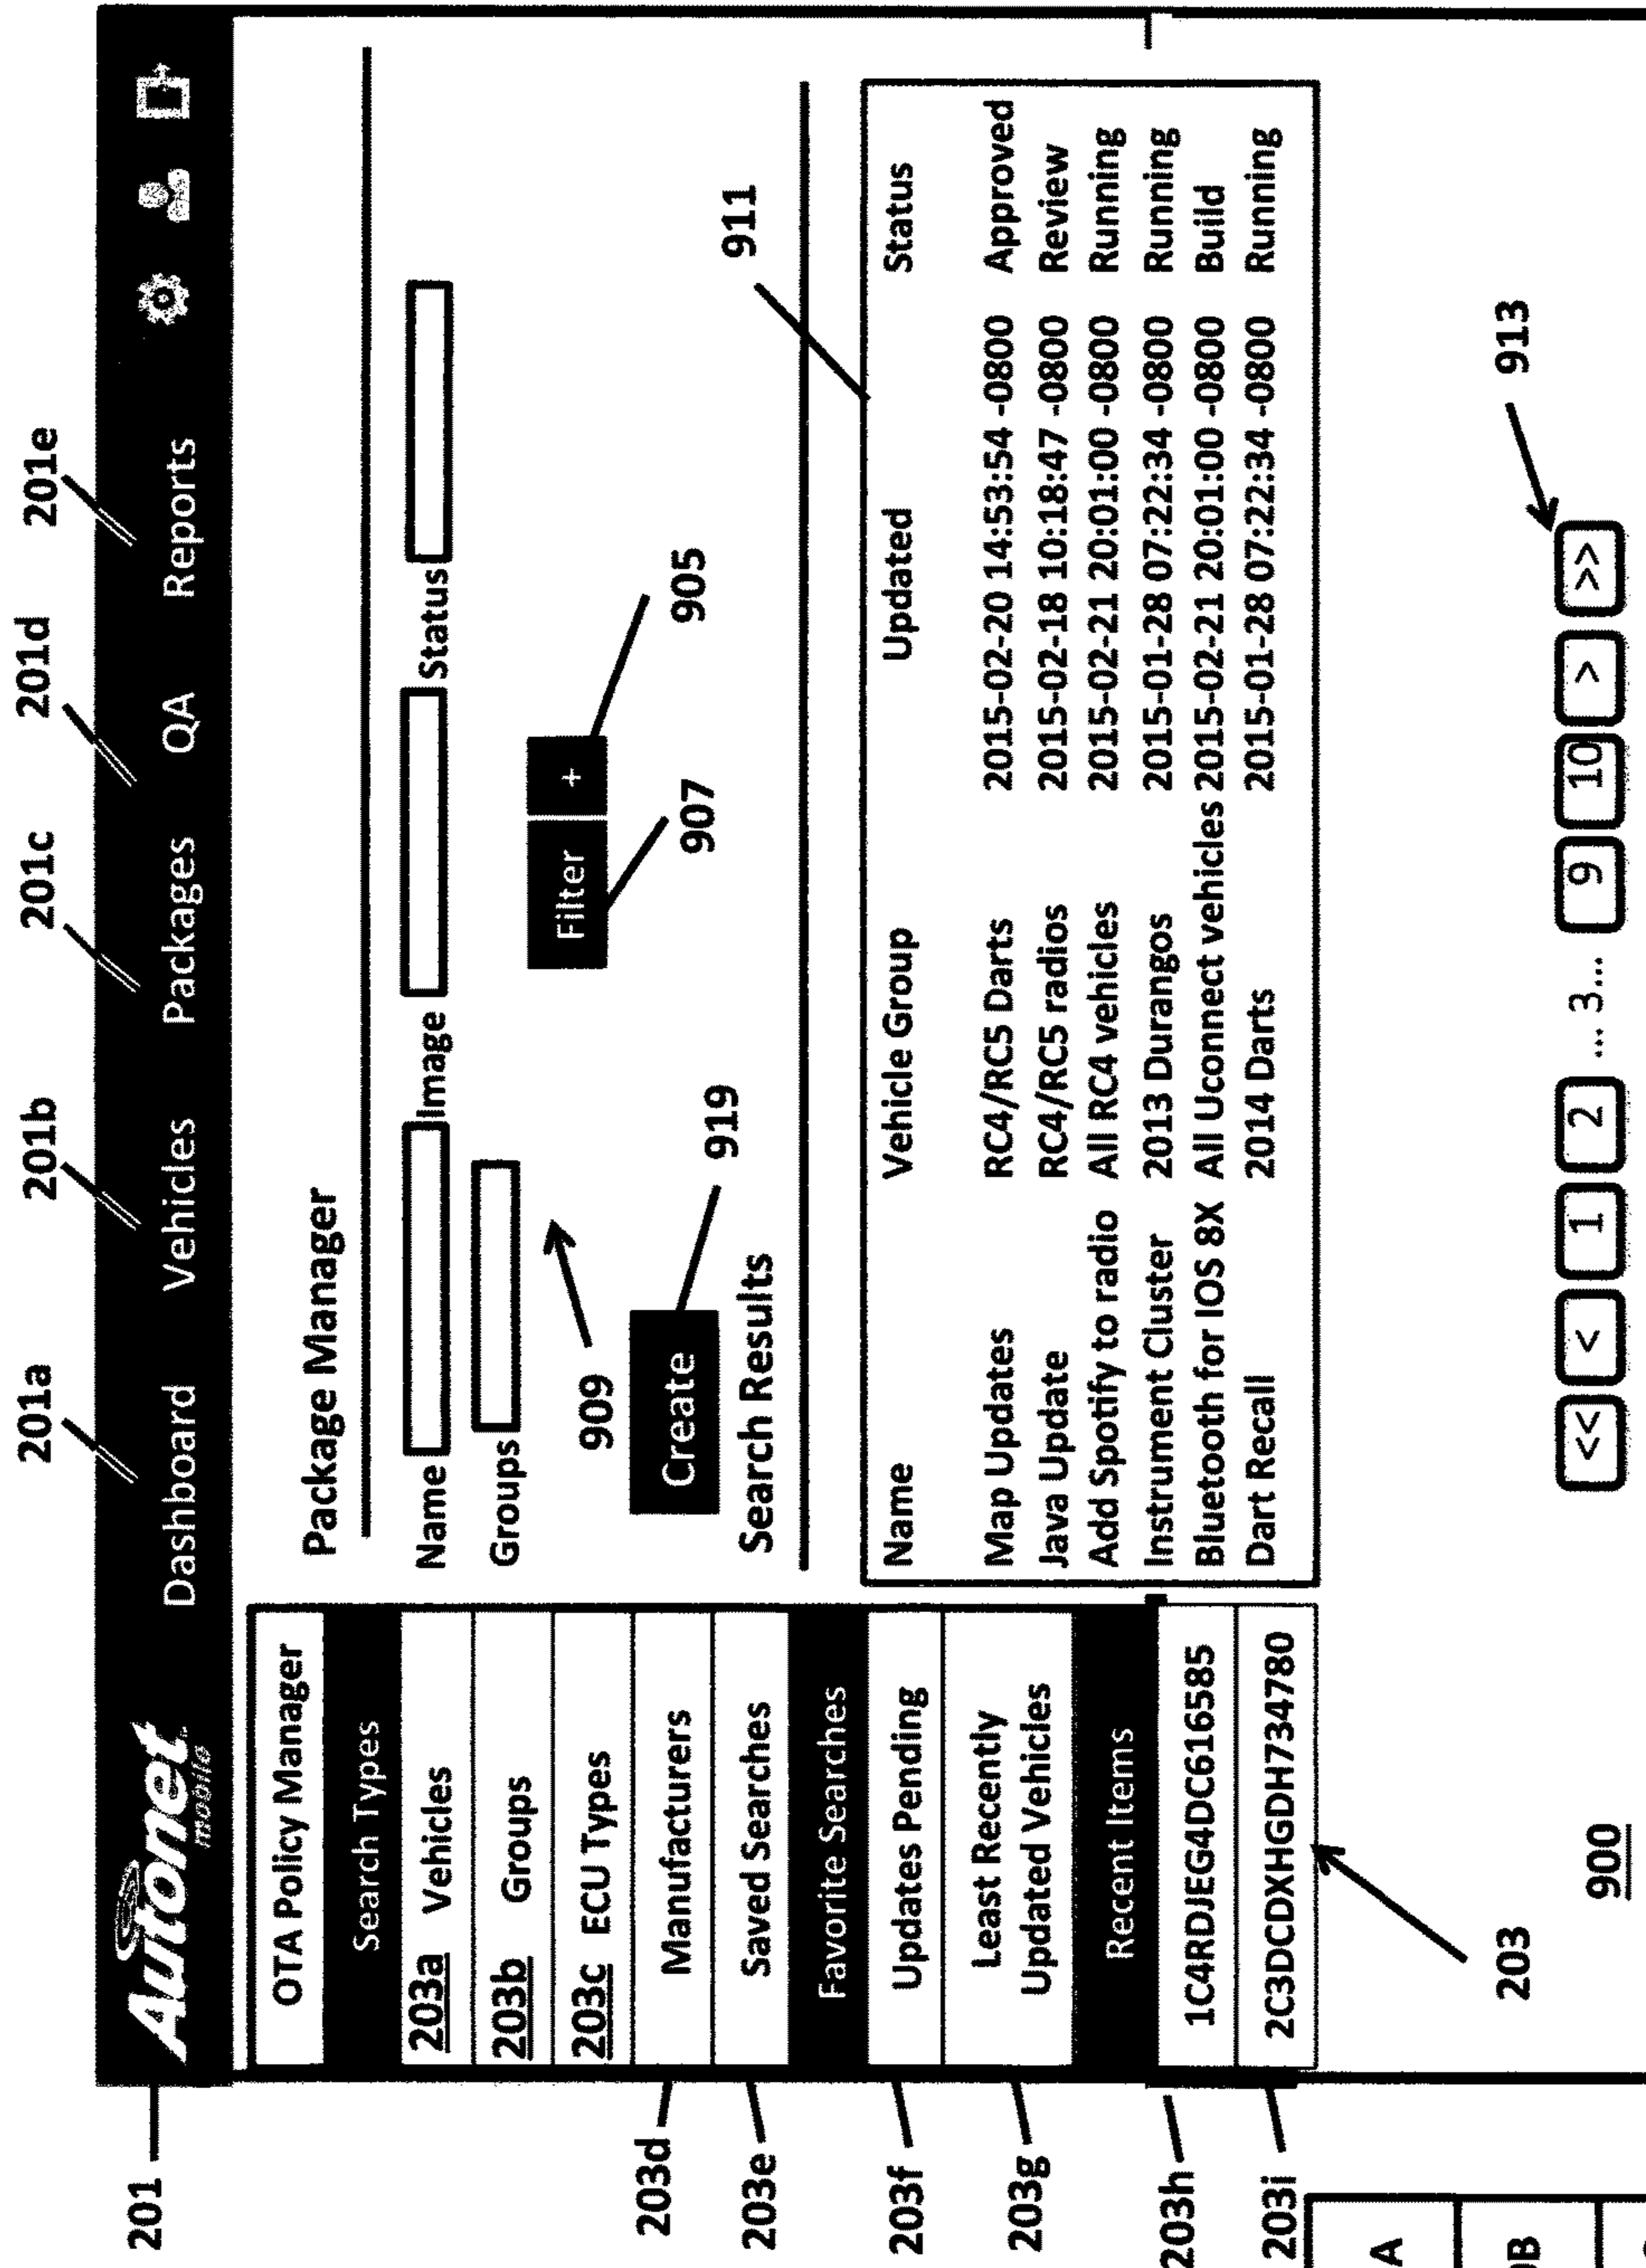 201a 201b 201c 201d 201e
201
Autonet mobile Dashboard Vehicles Packages QA Reports
OTA Policy Manager
Search Types
203a Vehicles
203b Groups
203c ECU Types
203d Manufacturers
203e Saved Searches
Favorite Searches
203f Updates Pending
203g Least Recently
Updated Vehicles
Recent Items
203h 1C4RDJEG4DC616585
203i 2C3DCDXHGDH734780
203
Package Manager
Name Image Status
Groups
909
Filter +
905
907
Create
919
Search Results
911
Name Vehicle Group Updated Status
Map Updates RC4/RC5 Darts 2015-02-20 14:53:54 -0800 Approved
Java Update RC4/RC5 radios 2015-02-18 10:18:47 -0800 Review
Add Spotify to radio All RC4 vehicles 2015-02-21 20:01:00 -0800 Running
Instrument Cluster 2013 Durangos 2015-01-28 07:22:34 -0800 Running
Bluetooth for IOS 8X All Uconnect vehicles 2015-02-21 20:01:00 -0800 Build
Dart Recall 2014 Darts 2015-01-28 07:22:34 -0800 Running
<< < 1 2 ... 3... 9 10 > >>
913
900